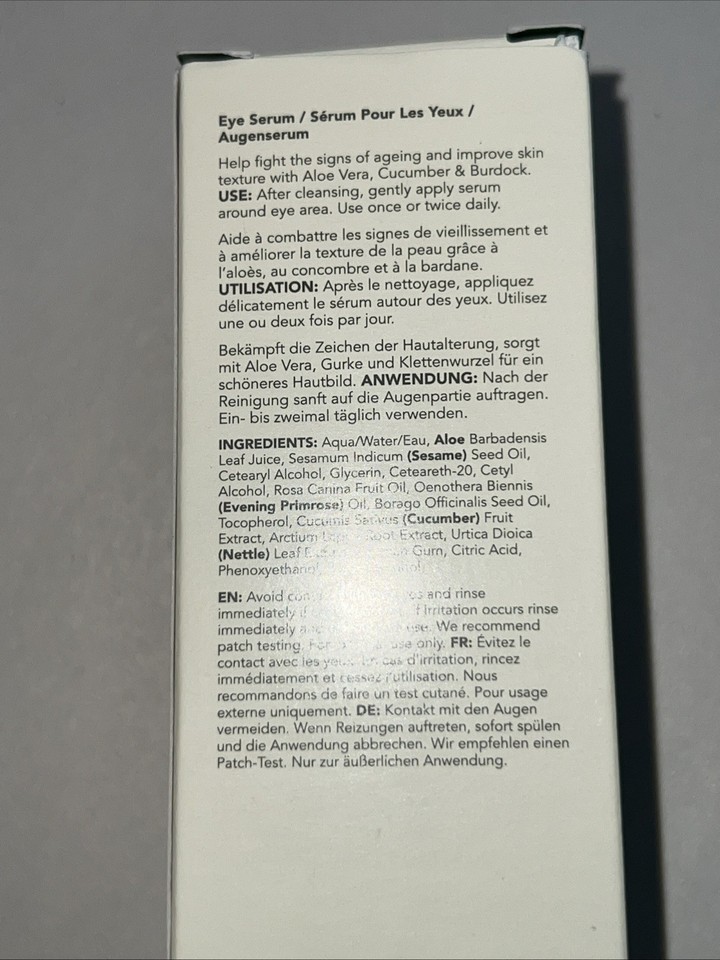 Eye Serum / Sérum Pour Les Yeux /
Augenserum
Help fight the signs of ageing and improve skin
texture with Aloe Vera, Cucumber & Burdock.
USE: After cleansing, gently apply serum
around eye area. Use once or twice daily.
Aide à combattre les signes de vieillissement et
à améliorer la texture de la peau grâce à
l'aloès, au concombre et à la bardane.
UTILISATION: Après le nettoyage, appliquez
délicatement le sérum autour des yeux. Utilisez
une ou deux fois par jour.
Bekämpft die Zeichen der Hautalterung, sorgt
mit Aloe Vera, Gurke und Klettenwurzel für ein
schöneres Hautbild. ANWENDUNG: Nach der
Reinigung sanft auf die Augenpartie auftragen.
Ein- bis zweimal täglich verwenden.
INGREDIENTS: Aqua/Water/Eau, Aloe Barbadensis
Leaf Juice, Sesamum Indicum (Sesame) Seed Oil,
Cetearyl Alcohol, Glycerin, Ceteareth-20, Cetyl
Alcohol, Rosa Canina Fruit Oil, Oenothera Biennis
(Evening Primrose) Oil, Borago Officinalis Seed Oil,
Tocopherol, Cucumis Sativus (Cucumber) Fruit
Extract, Arctium Root Extract, Urtica Dioica
(Nettle) Leaf Gum, Citric Acid,
Phenoxyethanol,
EN: Avoid and rinse
immediately Irritation occurs rinse
immediately We recommend
patch testing. use only. FR: Évitez le
contact avec les yeux. d'irritation, rincez
immédiatement et cessez l'utilisation. Nous
recommandons de faire un test cutané. Pour usage
externe uniquement. DE: Kontakt mit den Augen
vermeiden. Wenn Reizungen auftreten, sofort spülen
und die Anwendung abbrechen. Wir empfehlen einen
Patch-Test. Nur zur äußerlichen Anwendung.